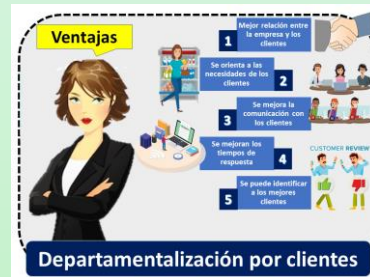 Ventajas
1
Mejor relación entre
la empresa y los
clientes
Se orienta a las
necesidades de los
clientes
2
3
Se mejora la
comunicación con
los clientes
Se mejoran los
tiempos de
respuesta
4
CUSTOMER REVIEW
5
Se puede identificar
a los mejores
clientes
Departamentalización por clientes